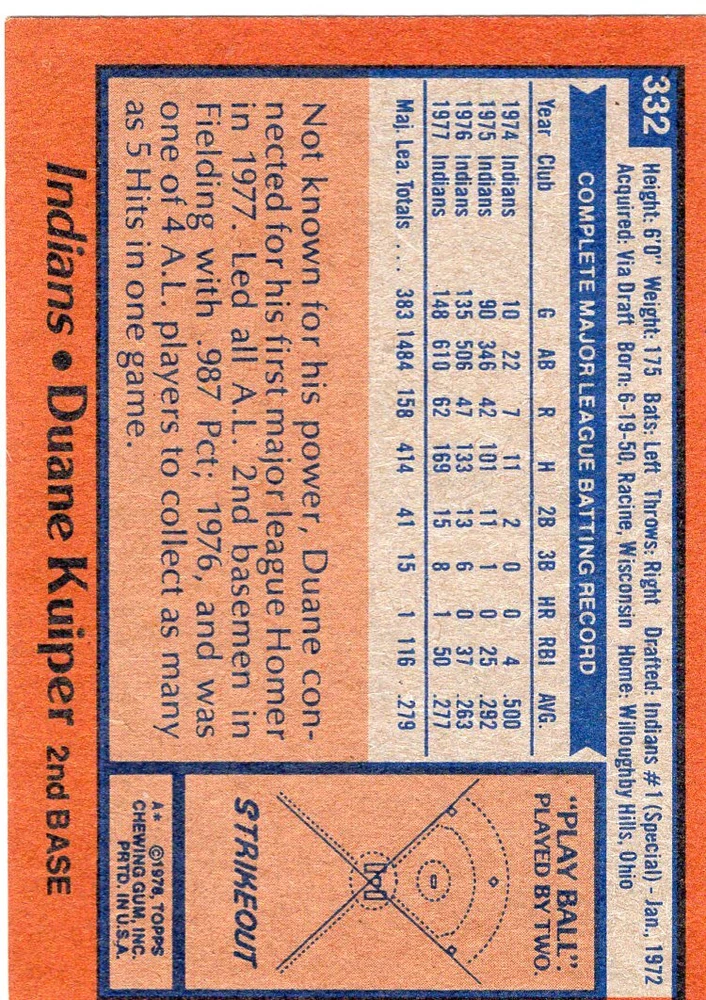 332
Height: 6'0" Weight: 175 Bats: Left Throws: Right Drafted: Indians #1 (Special) - Jan., 1972
Acquired: Via Draft Born: 6-19-50, Racine, Wisconsin Home: Willoughby Hills, Ohio
COMPLETE MAJOR LEAGUE BATTING RECORD
Year Club G AB R H 2B 3B HR RBI AVG.
1974 Indians 10 22 7 11 2 0 0 4 .500
1975 Indians 90 346 42 101 11 1 0 25 .292
1976 Indians 135 506 47 133 13 6 0 37 .263
1977 Indians 148 610 62 169 15 8 1 50 .277
Maj. Lea. Totals ... 383 1484 158 414 41 15 1 116 .279
Not known for his power, Duane con-
nected for his first major league Homer
in 1977. Led all A.L. 2nd basemen in
Fielding with .987 Pct; 1976, and was
one of 4 A.L. players to collect as many
as 5 Hits in one game.
"PLAY BALL".
PLAYED BY TWO.
STRIKEOUT
A* ©1978, TOPPS
CHEWING GUM, INC.
PRTD. IN U.S.A.
Indians • Duane Kuiper 2nd BASE